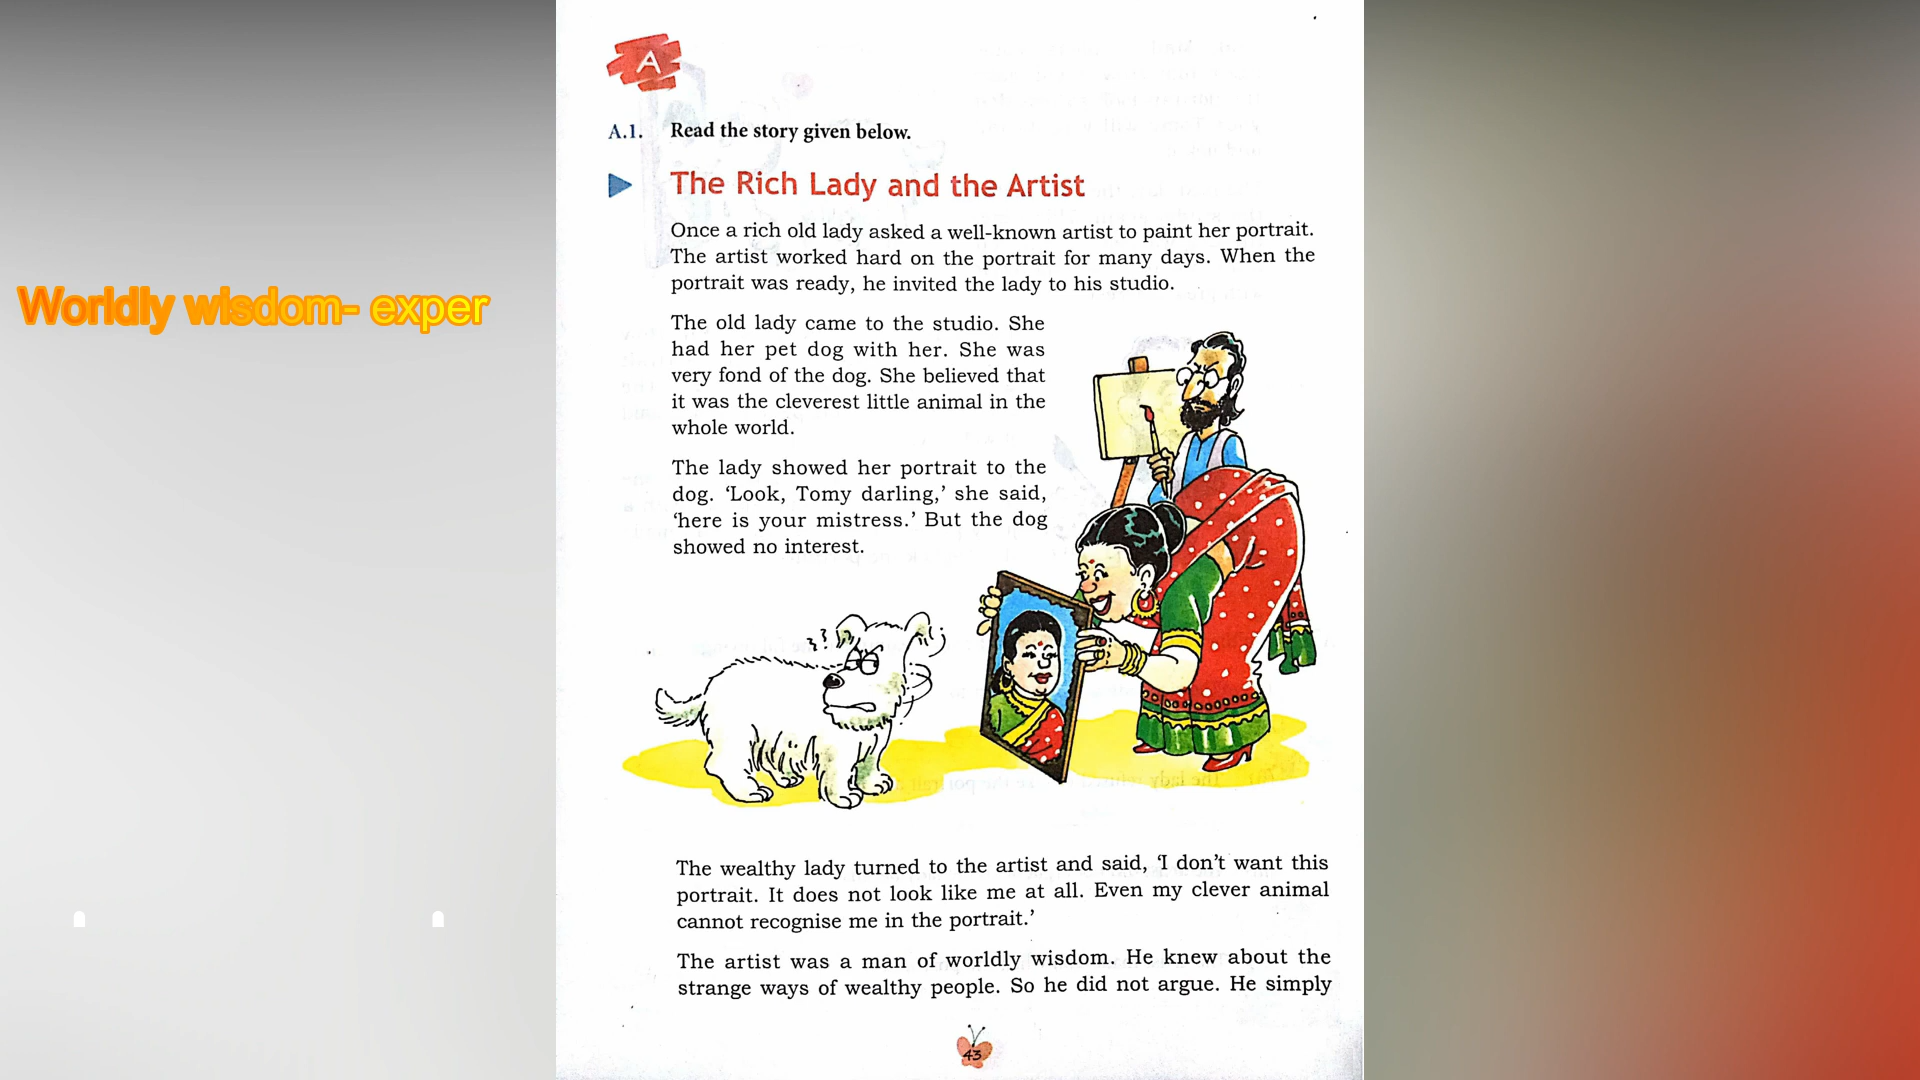 Worldly wisdom- exper
A
A.1. Read the story given below.
The Rich Lady and the Artist
Once a rich old lady asked a well-known artist to paint her portrait.
The artist worked hard on the portrait for many days. When the
portrait was ready, he invited the lady to his studio.
The old lady came to the studio. She
had her pet dog with her. She was
very fond of the dog. She believed that
it was the cleverest little animal in the
whole world.
The lady showed her portrait to the
dog. ‘Look, Tomy darling,’ she said,
‘here is your mistress.’ But the dog
showed no interest.
??
The wealthy lady turned to the artist and said, ‘I don’t want this
portrait. It does not look like me at all. Even my clever animal
cannot recognise me in the portrait.’
The artist was a man of worldly wisdom. He knew about the
strange ways of wealthy people. So he did not argue. He simply
43